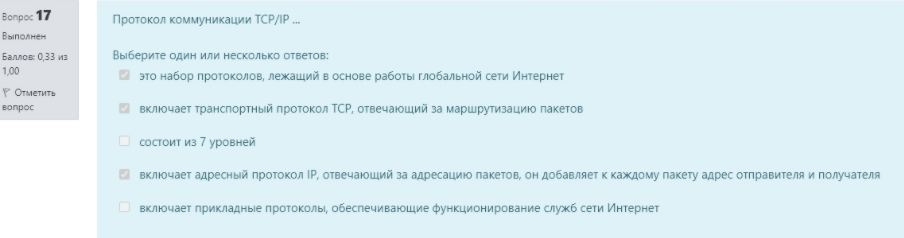 Вопрос 17
Выполнен
Баллов: 0,33 из
1,00
Отметить
вопрос
Протокол коммуникации TCP/IP ...
Выберите один или несколько ответов:
это набор протоколов, лежащий в основе работы глобальной сети Интернет
включает транспортный протокол TCP, отвечающий за маршрутизацию пакетов
состоит из 7 уровней
включает адресный протокол IP, отвечающий за адресацию пакетов, он добавляет к каждому пакету адрес отправителя и получателя
включает прикладные протоколы, обеспечивающие функционирование служб сети Интернет